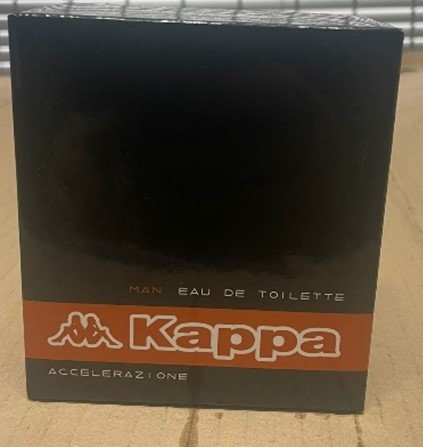 MAN EAU DE TOILETTE
Kappa
ACCELERAZIONE